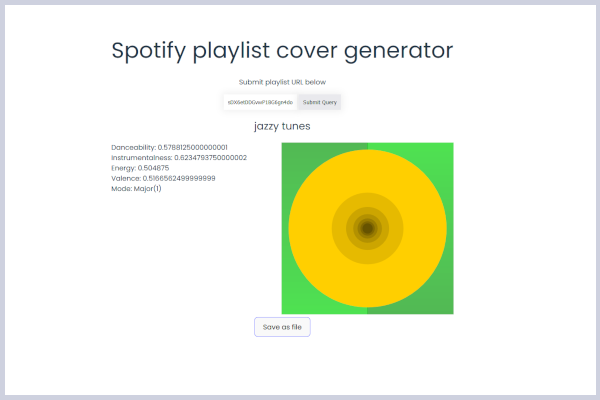 Spotify playlist cover generator
Submit playlist URL below
Submit Query
jazzy tunes
Danceability: 0.5788125000000001
Instrumentalness: 0.6234793750000002
Energy: 0.504875
Valence: 0.5166562499999999
Mode: Major(1)
Save as file